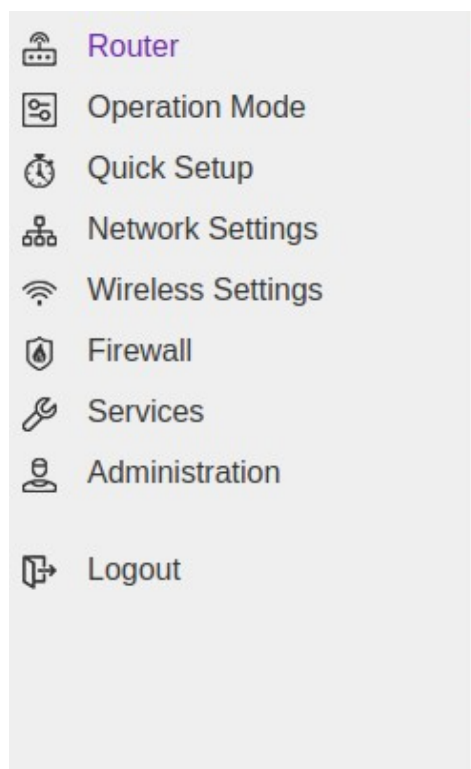 Router
Operation Mode
Quick Setup
Network Settings
Wireless Settings
Firewall
Services
Administration
Logout